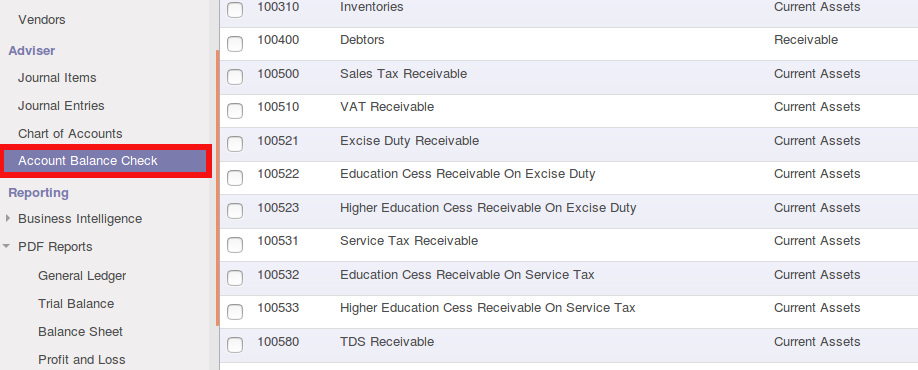 Vendors
Adviser
Journal Items
Journal Entries
Chart of Accounts
Account Balance Check
Reporting
Business Intelligence
PDF Reports
General Ledger
Trial Balance
Balance Sheet
Profit and Loss
100310 Inventories Current Assets
100400 Debtors Receivable
100500 Sales Tax Receivable Current Assets
100510 VAT Receivable Current Assets
100521 Excise Duty Receivable Current Assets
100522 Education Cess Receivable On Excise Duty Current Assets
100523 Higher Education Cess Receivable On Excise Duty Current Assets
100531 Service Tax Receivable Current Assets
100532 Education Cess Receivable On Service Tax Current Assets
100533 Higher Education Cess Receivable On Service Tax Current Assets
100580 TDS Receivable Current Assets